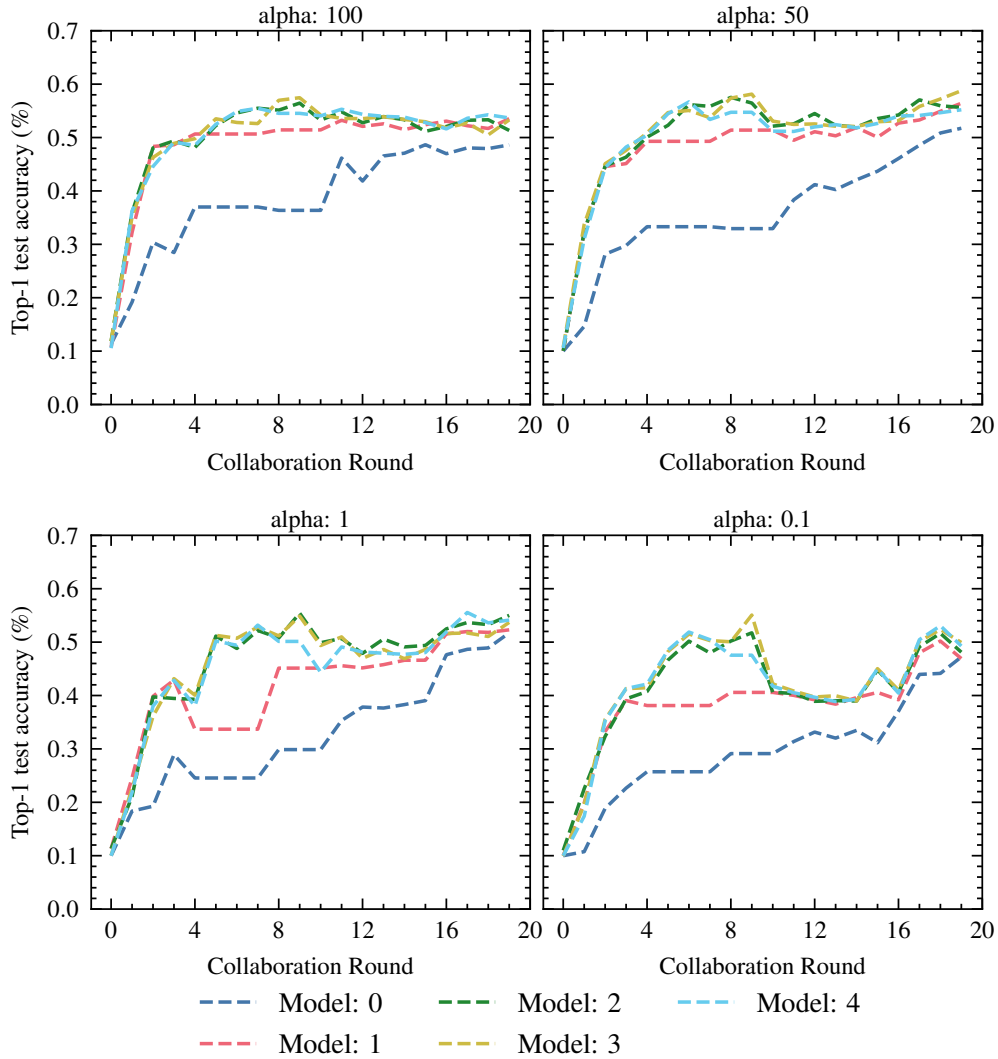 alpha: 100
alpha: 50
0.7
0.6
0.5
0.4
0.3
0.2
0.1
0.0
Top-1 test accuracy (%)
0 4 8 12 16 20
0 4 8 12 16 20
Collaboration Round
Collaboration Round
alpha: 1
alpha: 0.1
0.7
0.6
0.5
0.4
0.3
0.2
0.1
0.0
Top-1 test accuracy (%)
0 4 8 12 16 20
0 4 8 12 16 20
Collaboration Round
Collaboration Round
Model: 0
Model: 2
Model: 4
Model: 1
Model: 3